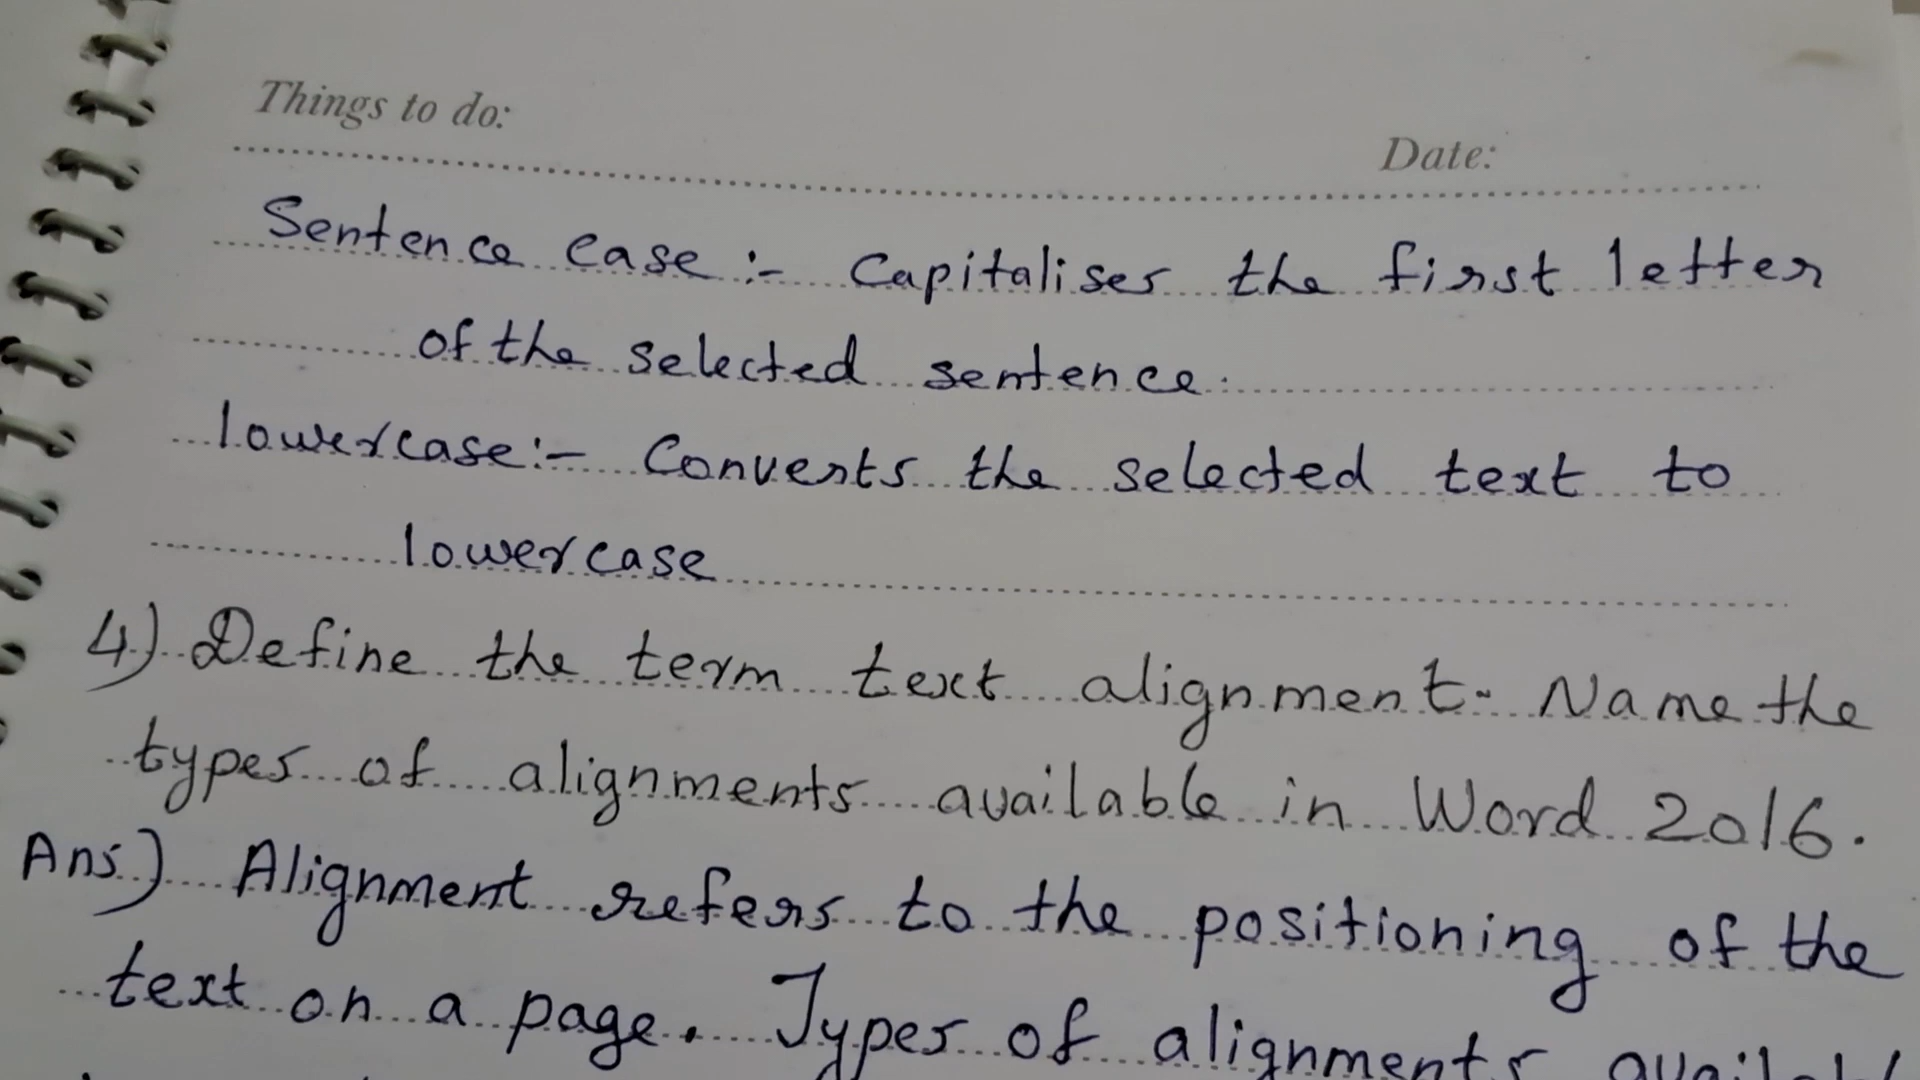 Things to do:
Date:
Sentence case :- Capitalises the first letter
of the selected sentence.
lowercase:- Converts the selected text to
lowercase
4) Define the term text alignment. Name the
types of alignments available in Word 2016.
Ans.) Alignment refers to the positioning of the
text on a page. Types of alignments